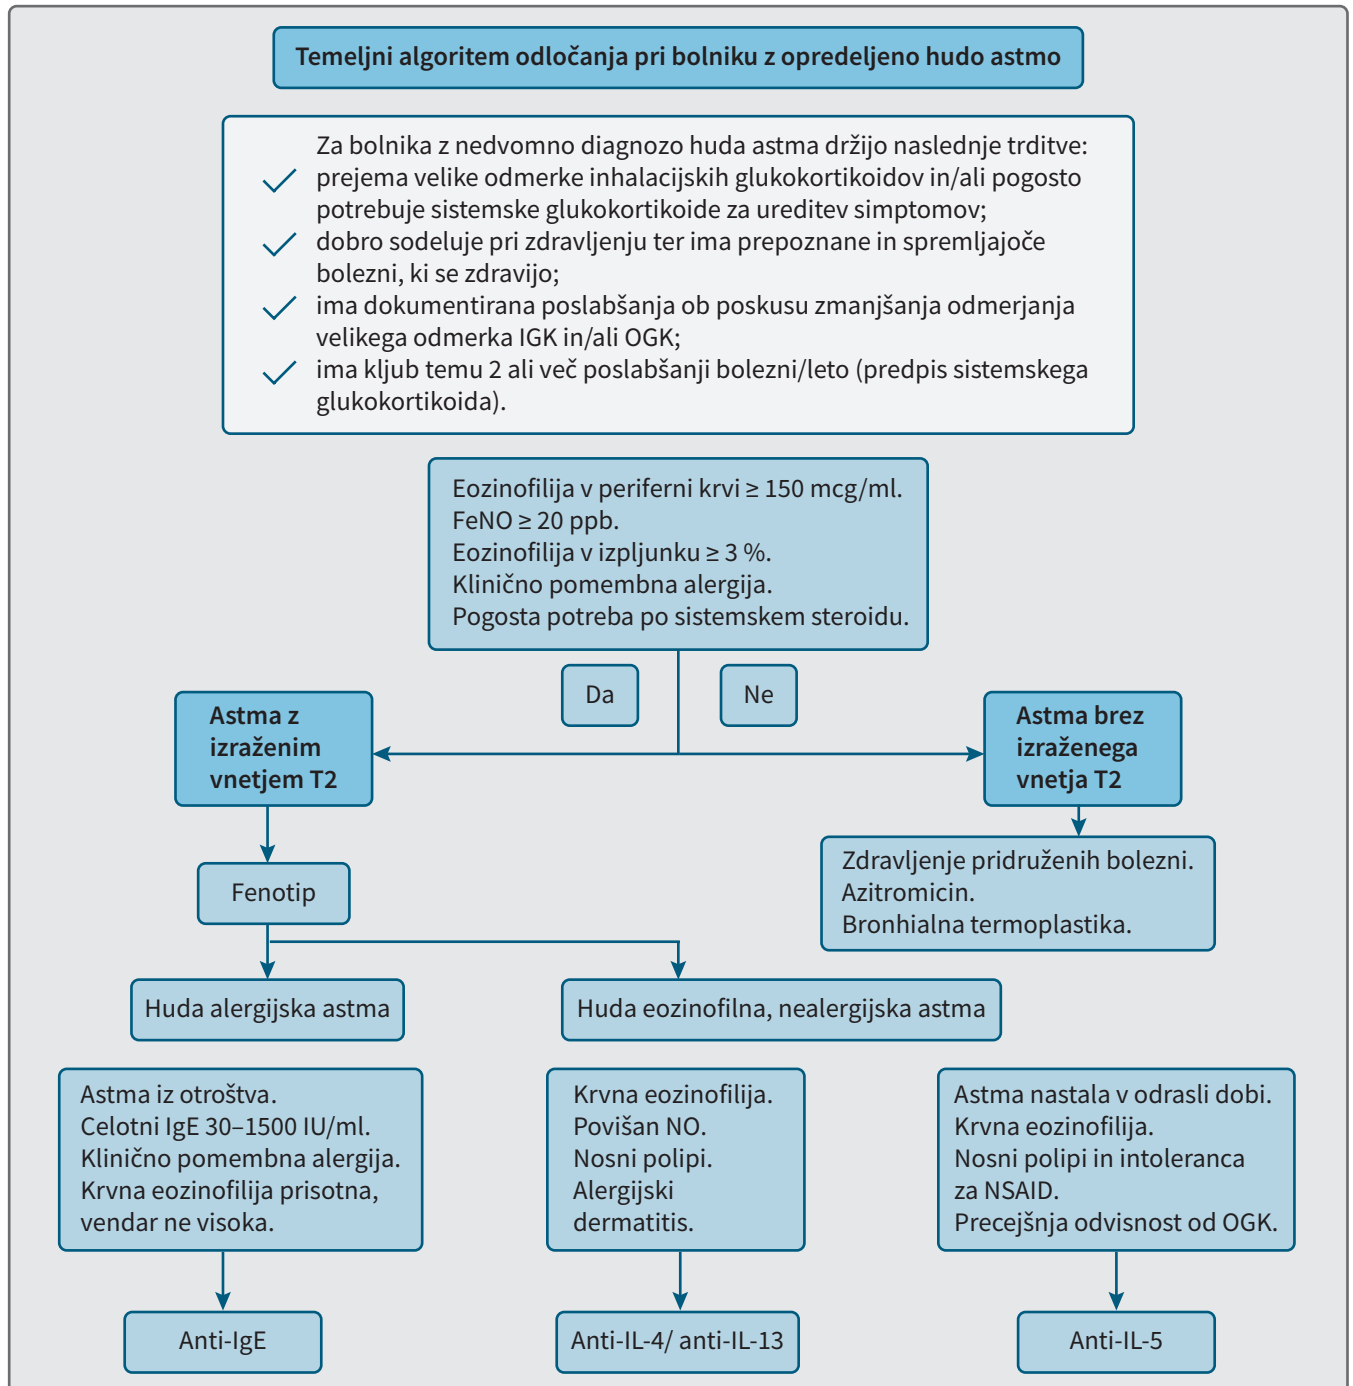 Temeljni algoritem odločanja pri bolniku z opredeljeno hudo astmo
Za bolnika z nedvomno diagnozo huda astma držijo naslednje trditve:
prejema velike odmerke inhalacijskih glukokortikoidov in/ali pogosto
potrebuje sistemske glukokortikoide za ureditev simptomov;
dobro sodeluje pri zdravljenju ter ima prepoznane in spremljajoče
bolezni, ki se zdravijo;
ima dokumentirana poslabšanja ob poskusu zmanjšanja odmerjanja
velikega odmerka IGK in/ali OGK;
ima kljub temu 2 ali več poslabšanji bolezni/leto (predpis sistemskega
glukokortikoida).
Eozinofilija v periferni krvi ≥ 150 mcg/ml.
FeNO ≥ 20 ppb.
Eozinofilija v izpljunku ≥ 3 %.
Klinično pomembna alergija.
Pogosta potreba po sistemskem steroidu.
Da
Ne
Astma z
izraženim
vnetjem T2
Astma brez
izraženega
vnetja T2
Fenotip
Zdravljenje pridruženih bolezni.
Azitromicin.
Bronhialna termoplastika.
Huda alergijska astma
Huda eozinofilna, nealergijska astma
Astma iz otroštva.
Celotni IgE 30–1500 IU/ml.
Klinično pomembna alergija.
Krvna eozinofilija prisotna,
vendar ne visoka.
Krvna eozinofilija.
Povišan NO.
Nosni polipi.
Alergijski
dermatitis.
Astma nastala v odrasli dobi.
Krvna eozinofilija.
Nosni polipi in intoleranca
za NSAID.
Precejšnja odvisnost od OGK.
Anti-IgE
Anti-IL-4/ anti-IL-13
Anti-IL-5